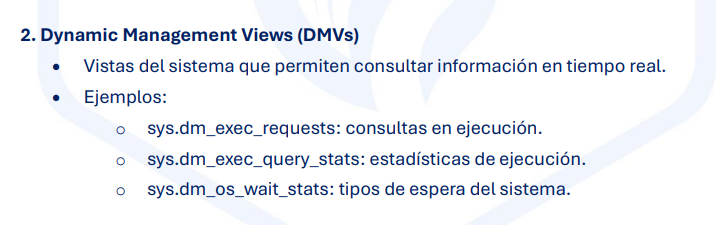 2. Dynamic Management Views (DMVs)
• Vistas del sistema que permiten consultar información en tiempo real.
• Ejemplos:
o sys.dm_exec_requests: consultas en ejecución.
o sys.dm_exec_query_stats: estadísticas de ejecución.
o sys.dm_os_wait_stats: tipos de espera del sistema.